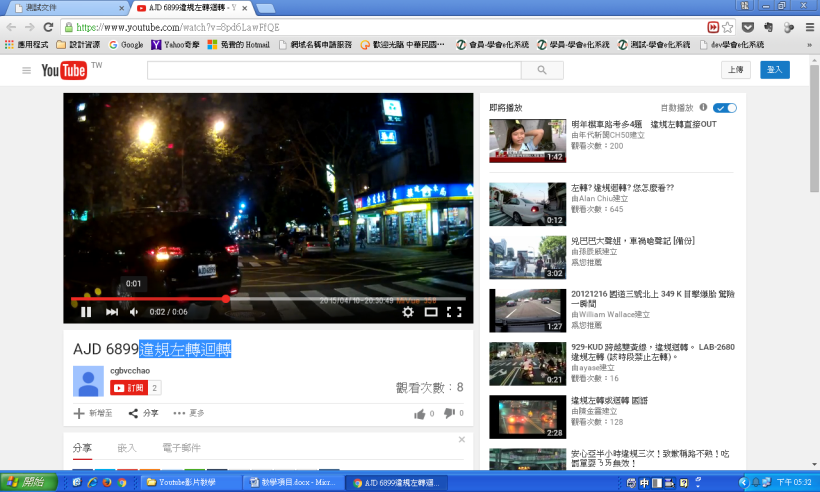 測試文件
AJD 6899違規左轉迴轉 - Y
https://www.youtube.com/watch?v=8pd6LawFIQE
應用程式
設計資源
Google
Yahoo奇摩
免費的 Hotmail
網域名稱申請服務
歡迎光臨 中華民國…
會員-學會e化系統
學員-學會e化系統
測試-學會e化系統
dev學會e化系統
YouTube TW
上傳
登入
AJD 6899
0:01
2015/04/10-20:30:49 MiVue 358
0:02 / 0:06
AJD 6899違規左轉迴轉
cgbvcchao
訂閱 2
觀看次數：8
新增至
分享
更多
0
0
分享
嵌入
電子郵件
即將播放
自動播放
明年機車路考多4題 違規左轉直接OUT
由年代新聞CH50建立
觀看次數：200
1:42
左轉? 違規迴轉? 您怎麼看??
由Alan Chiu建立
觀看次數：645
0:12
兇巴巴大聲妞，車禍嗆聲記 [備份]
由孫辰威建立
為您推薦
3:02
20121216 國道三號北上 349 K 目擊爆胎 驚險
一瞬間
由William Wallace建立
為您推薦
1:27
929-KUD 跨越雙黃線，違規迴轉。 LAB-2680
違規左轉 (該時段禁止左轉)。
由ayase建立
觀看次數：16
0:21
違規左轉或迴轉 國語
由陳金靈建立
觀看次數：128
2:28
安心亞半小時違規三次！致歉稱路不熟！吃
開始
Youtube影片教學
教學項目.docx - Micr...
AJD 6899違規左轉迴...
下午 05:32